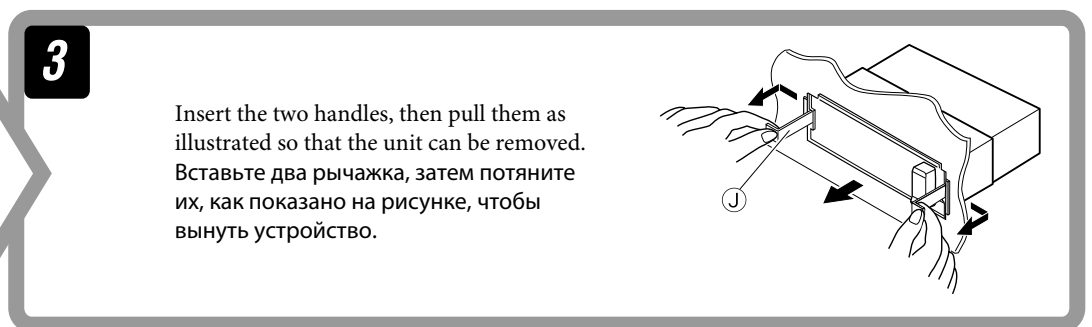 3
Insert the two handles, then pull them as
illustrated so that the unit can be removed.
Вставьте два рычажка, затем потяните
их, как показано на рисунке, чтобы
вынуть устройство.
J